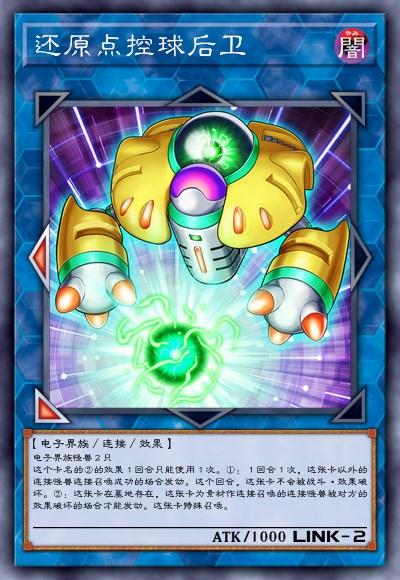 还原点控球后卫
やみ
闇
【电子界族／连接／效果】
电子界族怪兽２只
这个卡名的②的效果１回合只能使用１次。①：１回合１次，这张卡以外的
连接怪兽连接召唤成功的场合发动。这个回合，这张卡不会被战斗·效果破
坏。②：这张卡在墓地存在，这张卡为素材作连接召唤的连接怪兽被对方的
效果破坏的场合才能发动。这张卡特殊召唤。
ATK/1000 LINK-2